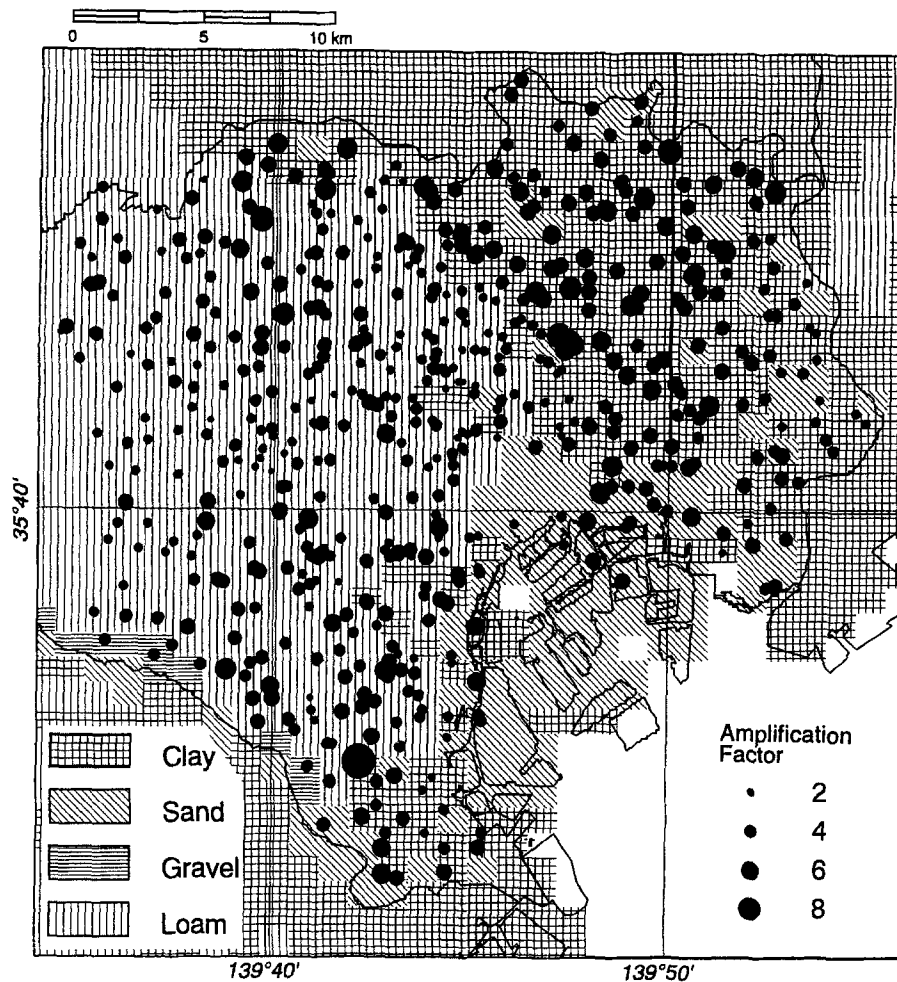 0 5 10 km
35°40'
Clay
Sand
Gravel
Loam
Amplification
Factor
2
4
6
8
139°40' 139°50'